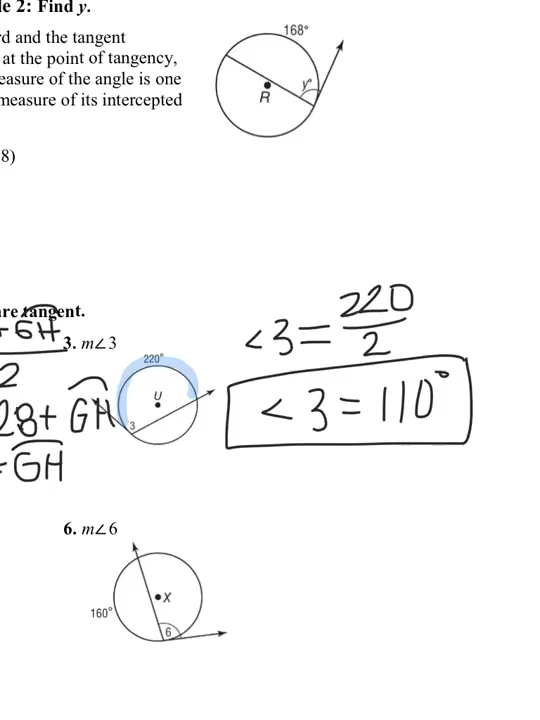 le 2: Find y.
rd and the tangent
at the point of tangency,
easure of the angle is one
measure of its intercepted
168°
y°
R
8)
are tangent.
GH
2
28+ GH
GH
3. m∠3
220°
U
3
<3 = 220
2
<3 = 110°
6. m∠6
160°
X
6